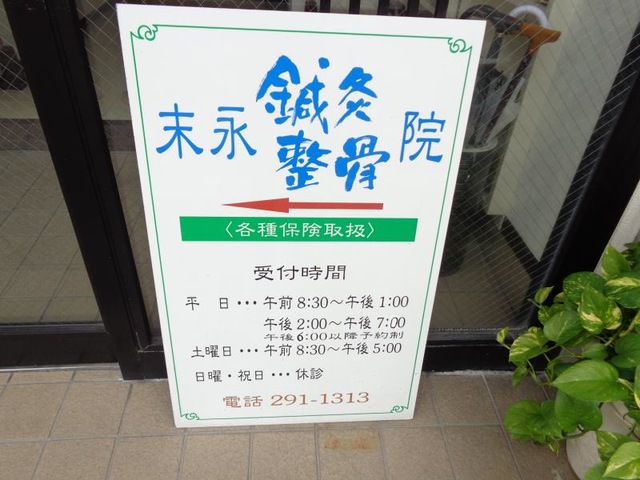 末永 鍼灸整骨 院
〈各種保険取扱〉
受付時間
平 日・・・午前 8:30～午後 1:00
午後 2:00～午後 7:00
午後6:00以降予約制
土曜日・・・午前 8:30～午後 5:00
日曜・祝日・・・休診
電話 291-1313